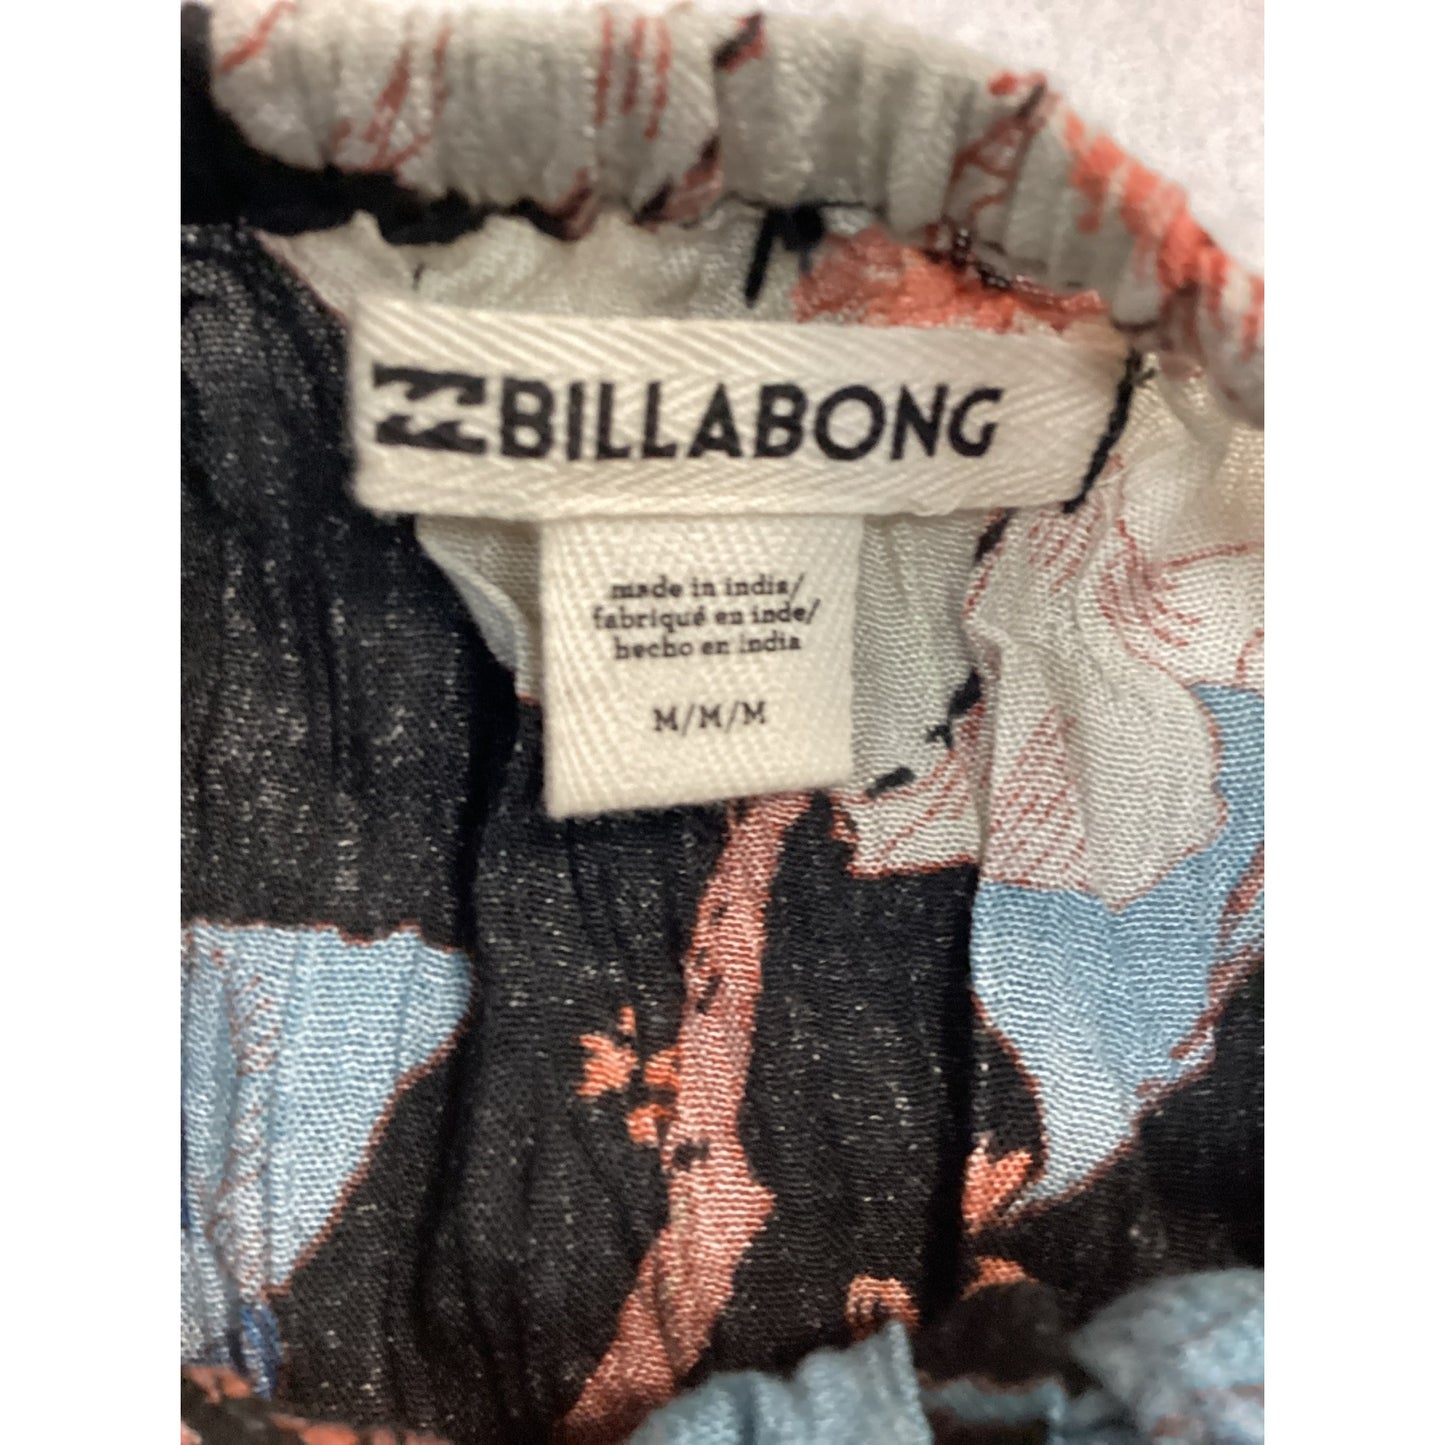 BILLABONG
made in india/
fabriqué en inde/
hecho en india
M/M/M